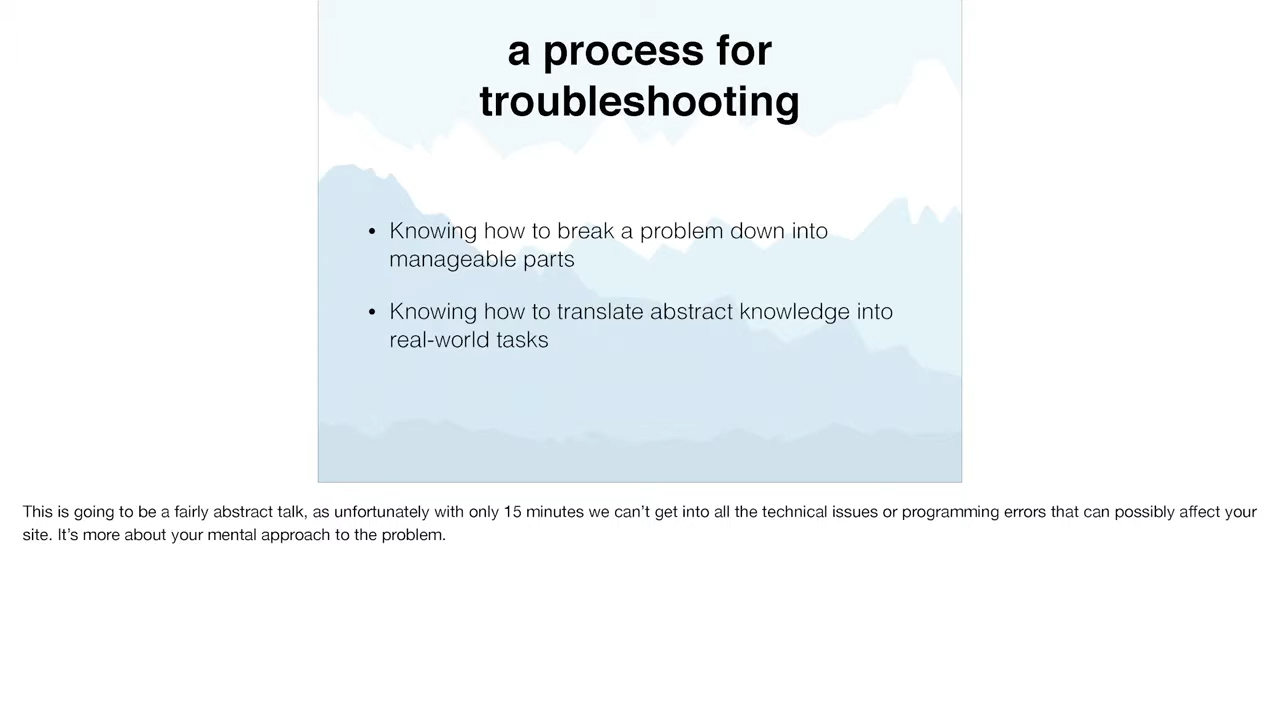 a process for
troubleshooting
• Knowing how to break a problem down into
manageable parts
• Knowing how to translate abstract knowledge into
real-world tasks
This is going to be a fairly abstract talk, as unfortunately with only 15 minutes we can’t get into all the technical issues or programming errors that can possibly affect your
site. It’s more about your mental approach to the problem.